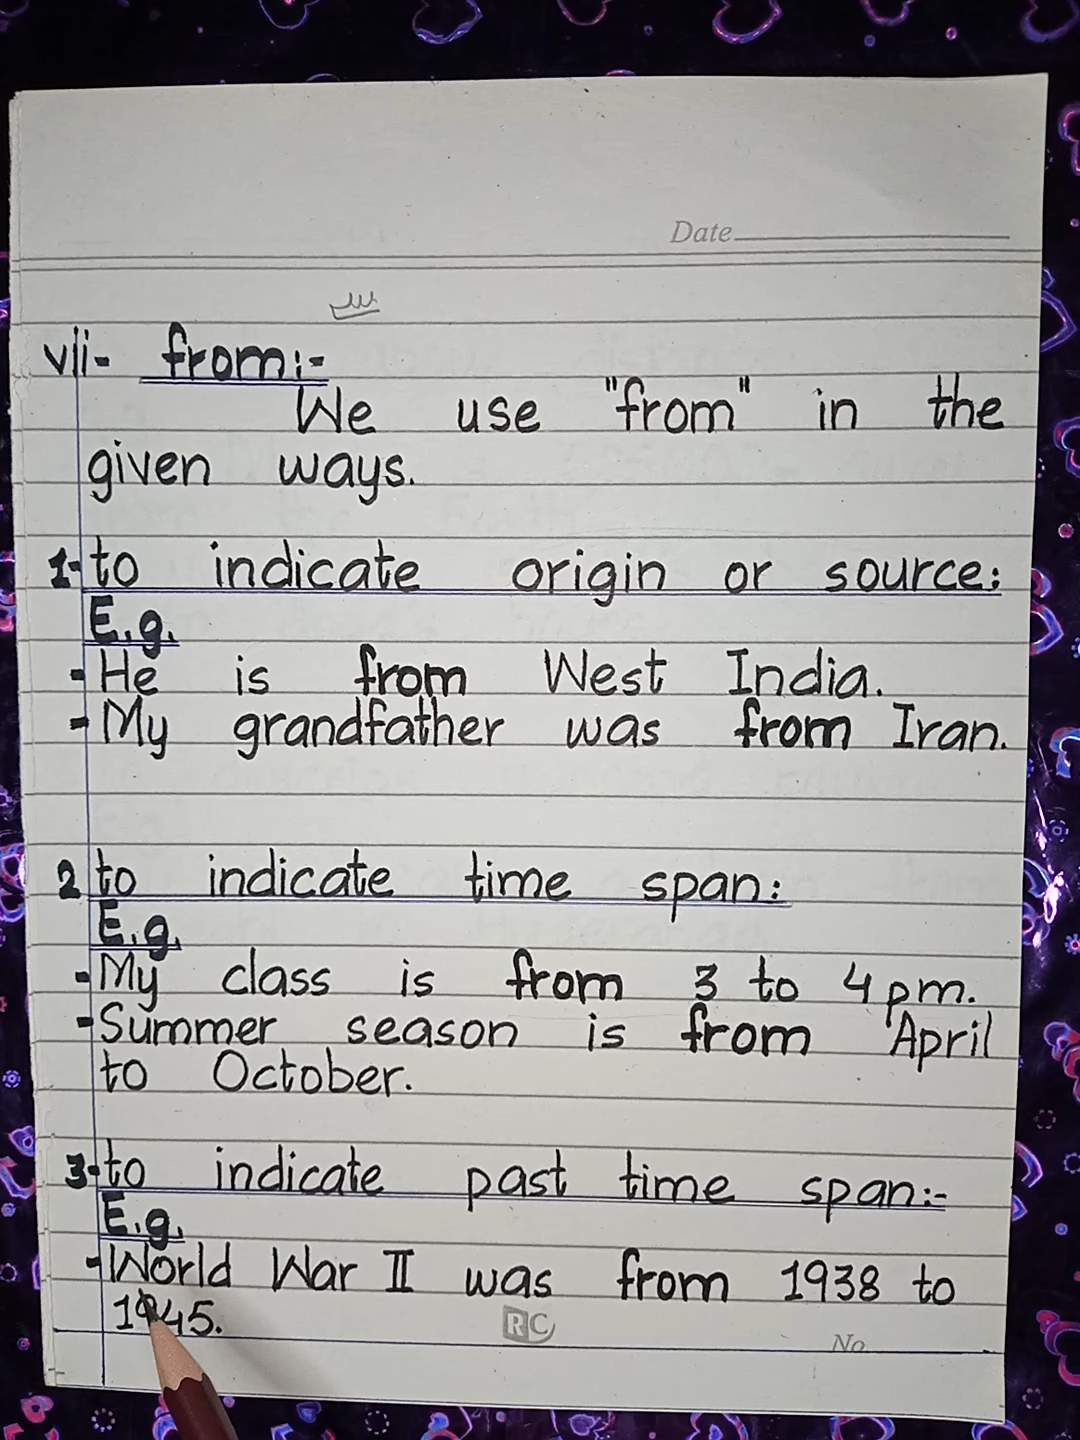 Date
vii- from:-
We use "from" in the
given ways.
1- to indicate origin or source:
E.g.
- He is from West India.
- My grandfather was from Iran.
2 to indicate time span:
E.g.
- My class is from 3 to 4 pm.
- Summer season is from April
to October.
3- to indicate past time span:-
E.g.
- World War II was from 1938 to
1945.
RC
No.